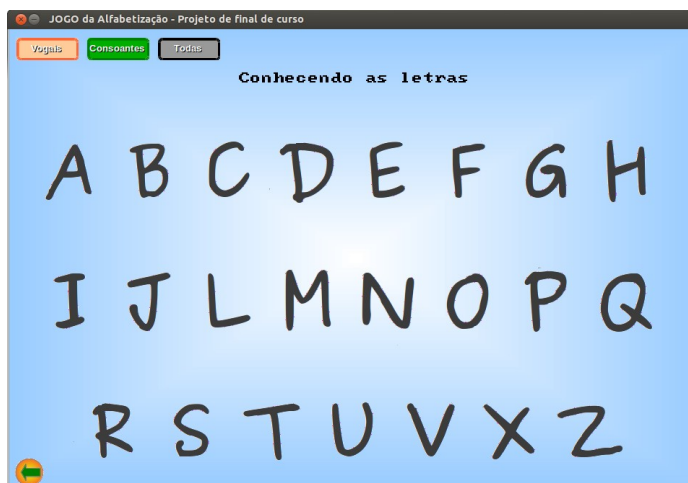 JOGO da Alfabetização - Projeto de final de curso
Vogais Consoantes Todas
Conhecendo as letras
A B C D E F G H
I J L M N O P Q
R S T U V X Z